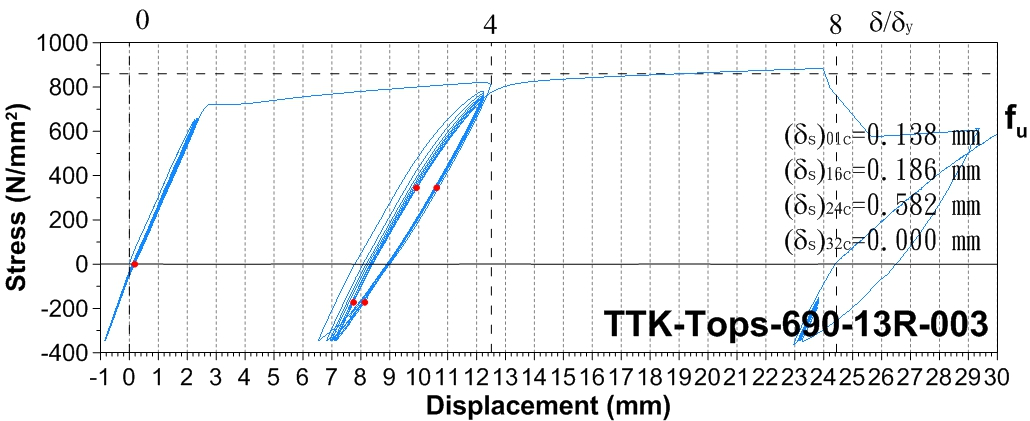 0 4 8 δ/δy
1000
800
600
400
200
0
-200
-400
Stress (N/mm²)
fu
(δs)01c=0.138 mm
(δs)16c=0.186 mm
(δs)24c=0.582 mm
(δs)32c=0.000 mm
TTK-Tops-690-13R-003
-1 0 1 2 3 4 5 6 7 8 9 10 11 12 13 14 15 16 17 18 19 20 21 22 23 24 25 26 27 28 29 30
Displacement (mm)